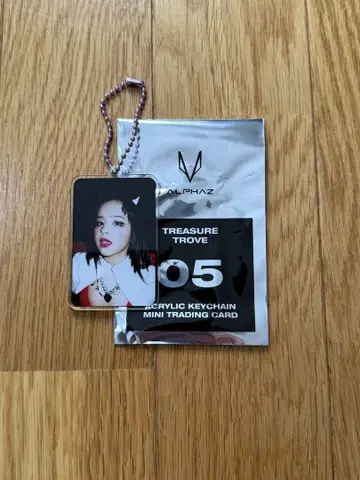 ALPHAZ
TREASURE
TROVE
05
ACRYLIC KEYCHAIN
MINI TRADING CARD